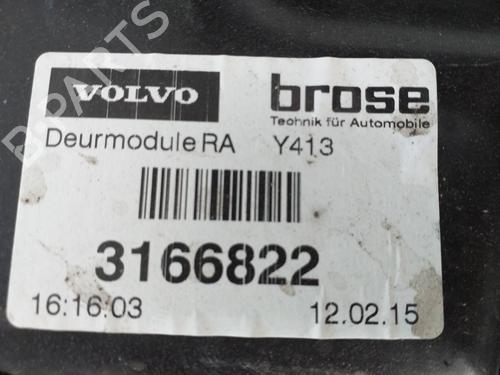 VOLVO
brose
Technik für Automobile
Deurmodule RA Y413
3166822
16:16:03 12.02.15
B-PARTS